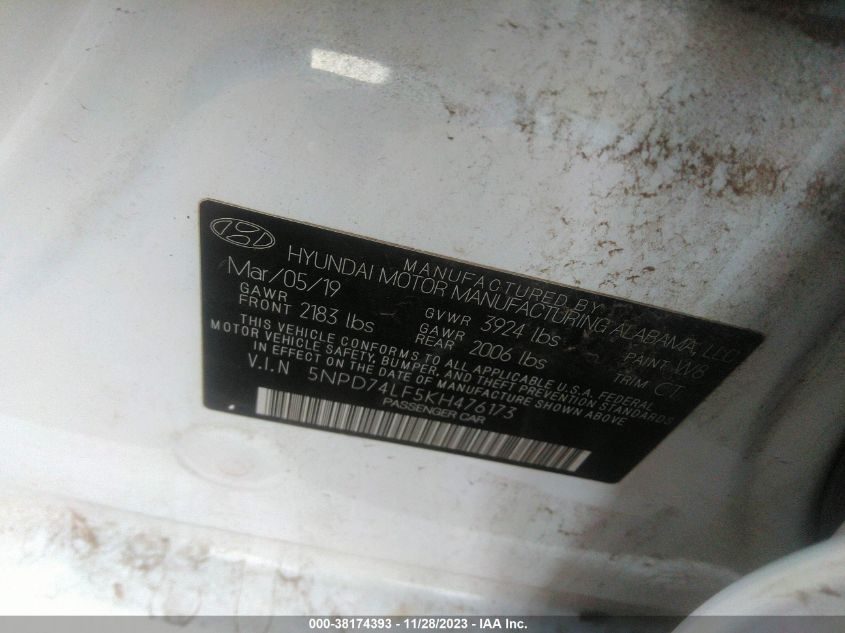 MANUFACTURED BY
HYUNDAI MOTOR MANUFACTURING ALABAMA, LLC
Mar/05/19 GVWR 3924 lbs PAINT W8
GAWR FRONT 2183 lbs GAWR REAR 2006 lbs TRIM CT
THIS VEHICLE CONFORMS TO ALL APPLICABLE U.S.A. FEDERAL
MOTOR VEHICLE SAFETY, BUMPER, AND THEFT PREVENTION STANDARDS
IN EFFECT ON THE DATE OF MANUFACTURE SHOWN ABOVE
V.I.N 5NPD74LF5KH476173
PASSENGER CAR
000-38174393 - 11/28/2023 - IAA Inc.